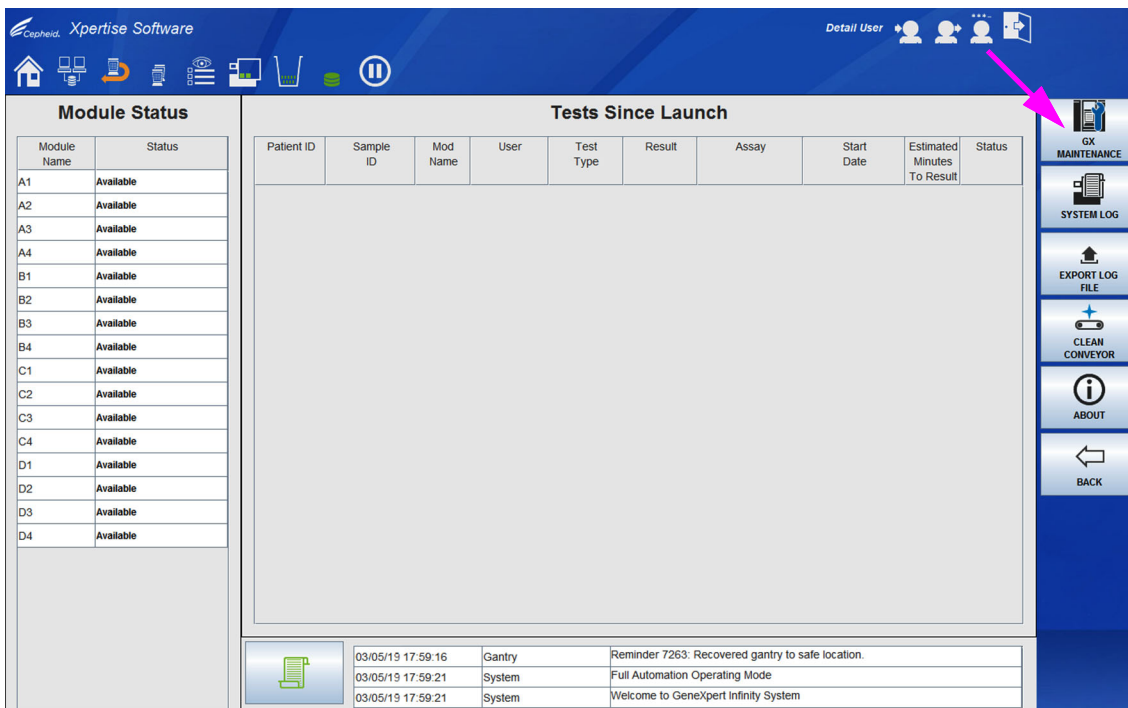 Cepheid. Xpertise Software
Detail User
Module Status
Module Name
Status
A1 Available
A2 Available
A3 Available
A4 Available
B1 Available
B2 Available
B3 Available
B4 Available
C1 Available
C2 Available
C3 Available
C4 Available
D1 Available
D2 Available
D3 Available
D4 Available
Tests Since Launch
Patient ID
Sample ID
Mod Name
User
Test Type
Result
Assay
Start Date
Estimated Minutes To Result
Status
03/05/19 17:59:16 Gantry Reminder 7263: Recovered gantry to safe location.
03/05/19 17:59:21 System Full Automation Operating Mode
03/05/19 17:59:21 System Welcome to GeneXpert Infinity System
GX
MAINTENANCE
SYSTEM LOG
EXPORT LOG
FILE
CLEAN
CONVEYOR
ABOUT
BACK